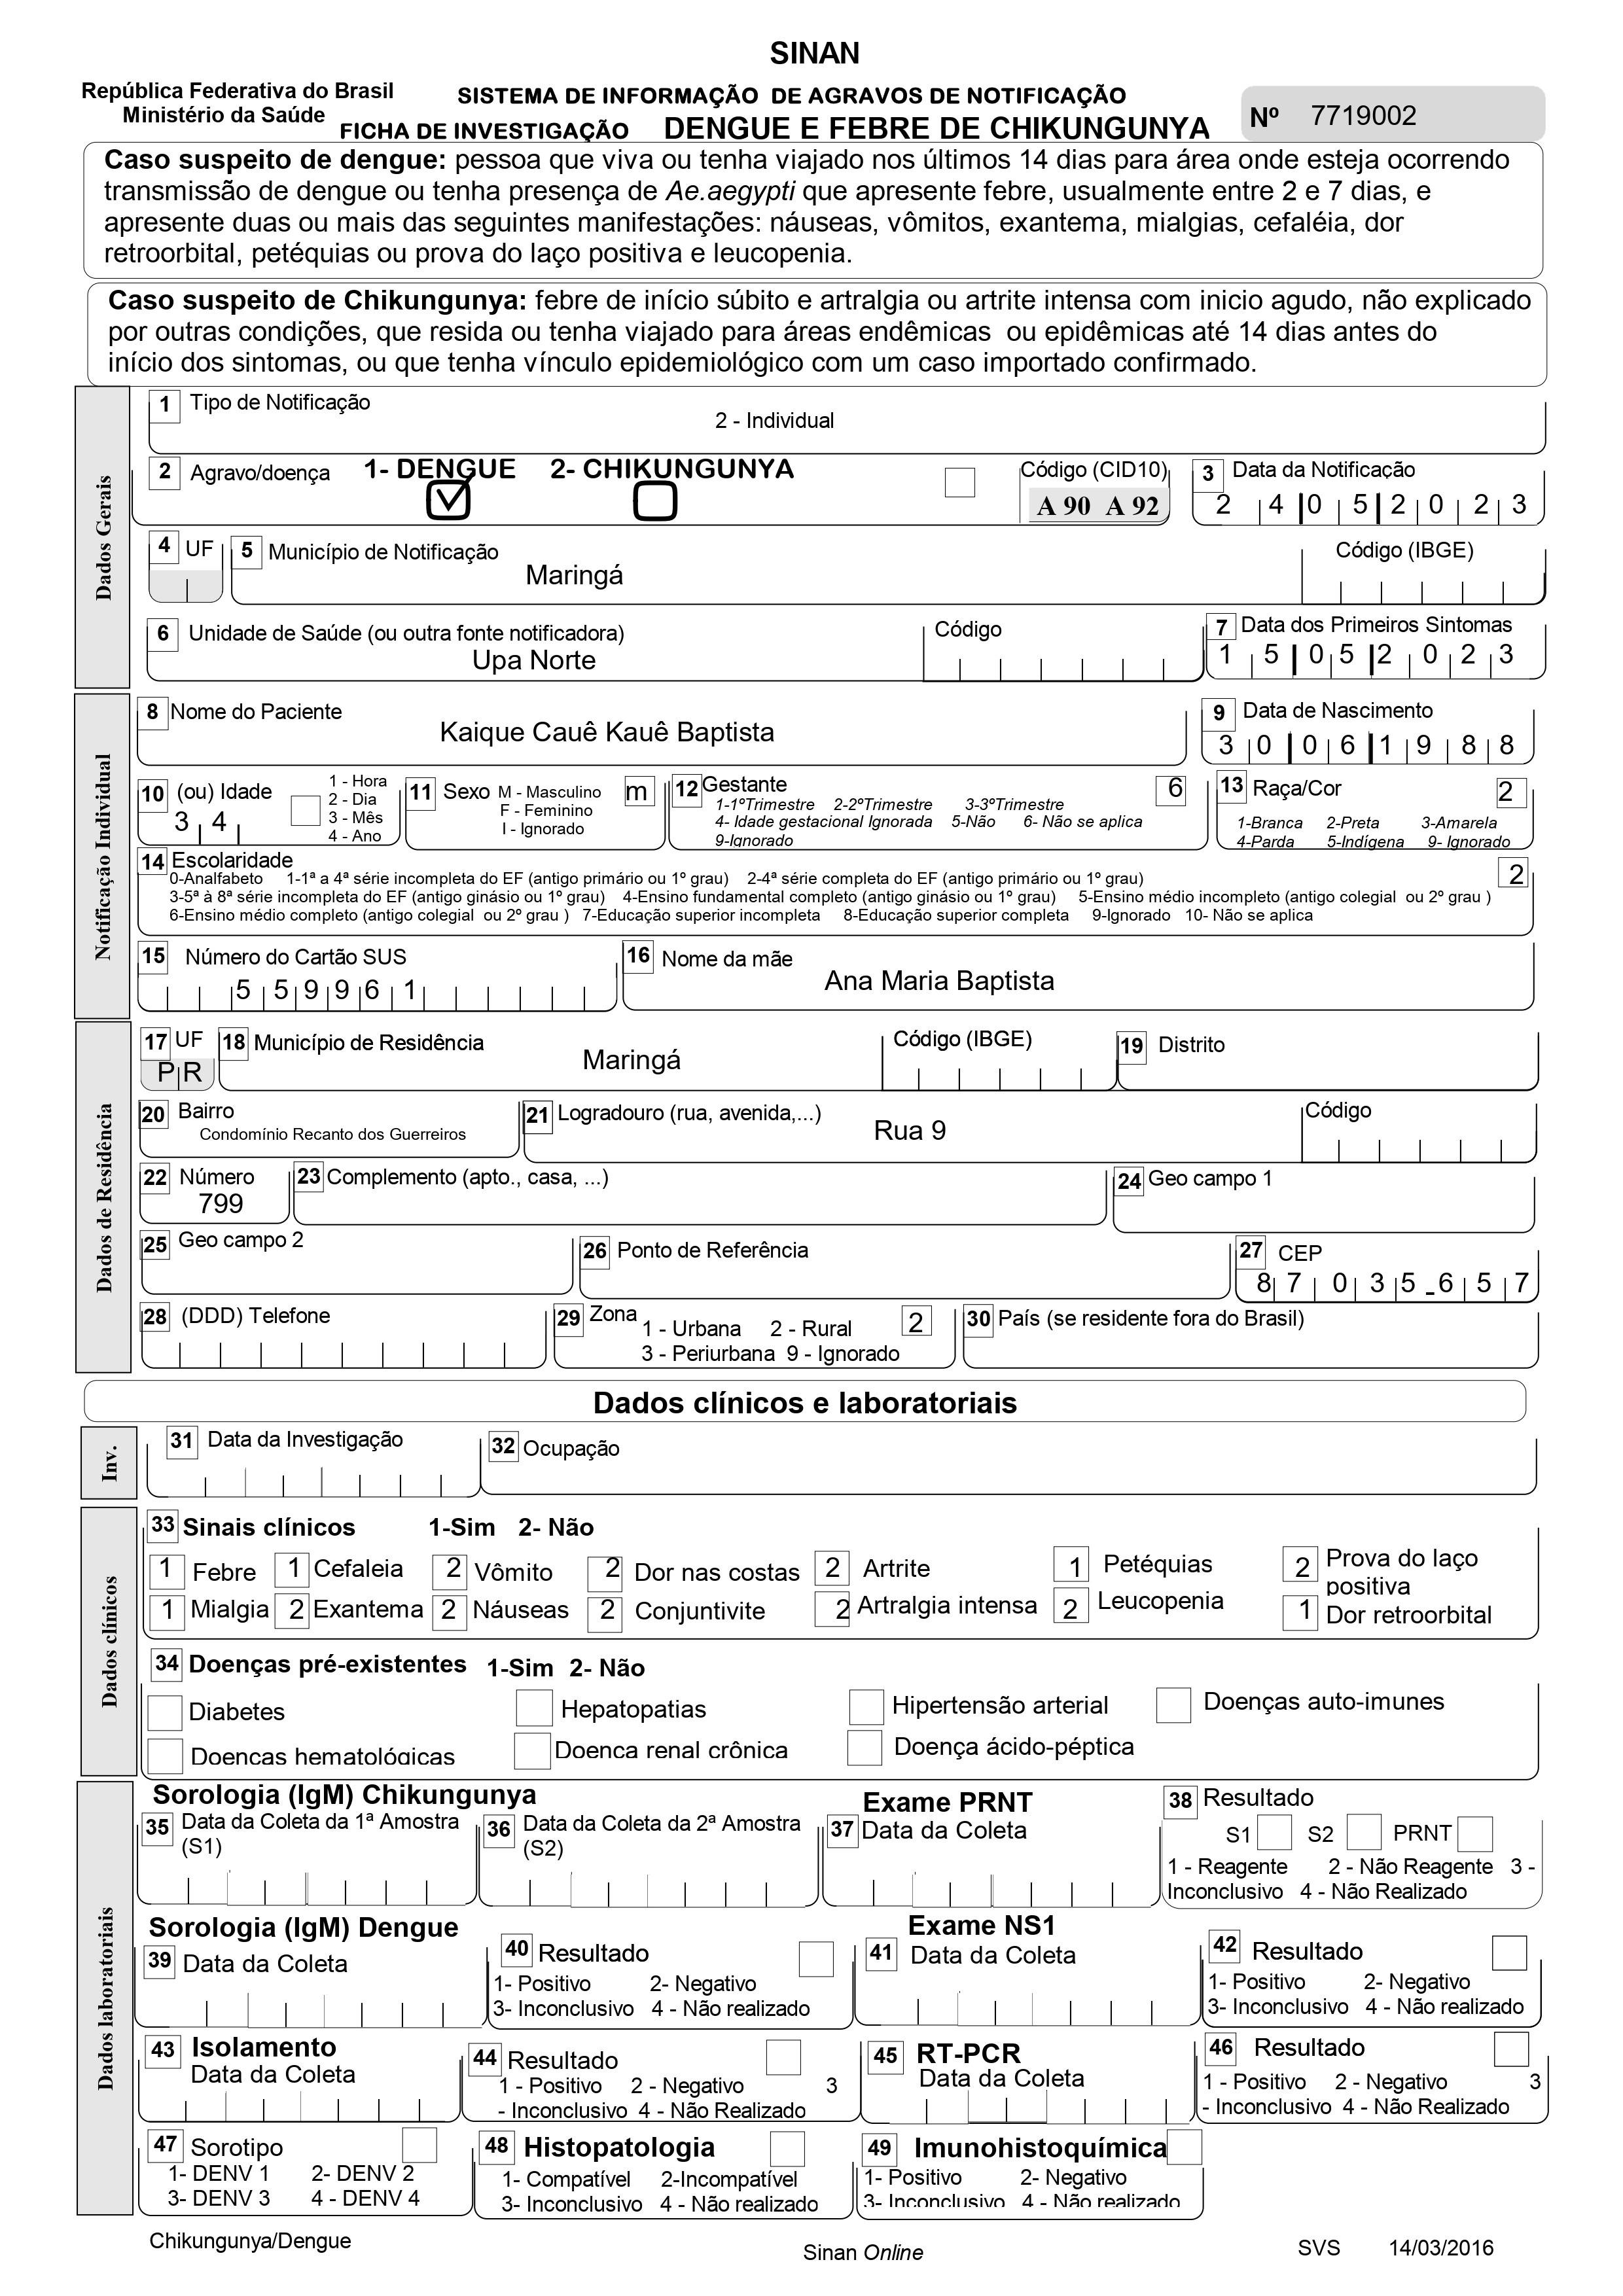 SINAN
República Federativa do Brasil
Ministério da Saúde
SISTEMA DE INFORMAÇÃO DE AGRAVOS DE NOTIFICAÇÃO
FICHA DE INVESTIGAÇÃO DENGUE E FEBRE DE CHIKUNGUNYA
Nº 7719002
Caso suspeito de dengue: pessoa que viva ou tenha viajado nos últimos 14 dias para área onde esteja ocorrendo
transmissão de dengue ou tenha presença de Ae.aegypti que apresente febre, usualmente entre 2 e 7 dias, e
apresente duas ou mais das seguintes manifestações: náuseas, vômitos, exantema, mialgias, cefaléia, dor
retroorbital, petéquias ou prova do laço positiva e leucopenia.
Caso suspeito de Chikungunya: febre de início súbito e artralgia ou artrite intensa com inicio agudo, não explicado
por outras condições, que resida ou tenha viajado para áreas endêmicas ou epidêmicas até 14 dias antes do
início dos sintomas, ou que tenha vínculo epidemiológico com um caso importado confirmado.
Dados Gerais
1 Tipo de Notificação
2 - Individual
2 Agravo/doença 1- DENGUE 2- CHIKUNGUNYA
Código (CID10)
A 90 A 92
3 Data da Notificação
2 4 0 5 2 0 2 3
4 UF
5 Município de Notificação
Maringá
Código (IBGE)
6 Unidade de Saúde (ou outra fonte notificadora)
Upa Norte
Código
7 Data dos Primeiros Sintomas
1 5 0 5 2 0 2 3
Notificação Individual
8 Nome do Paciente
Kaique Cauê Kauê Baptista
9 Data de Nascimento
3 0 0 6 1 9 8 8
10 (ou) Idade
3 4
1 - Hora
2 - Dia
3 - Mês
4 - Ano
11 Sexo M - Masculino
F - Feminino
I - Ignorado
m
12 Gestante
6
1-1ºTrimestre 2-2ºTrimestre 3-3ºTrimestre
4- Idade gestacional Ignorada 5-Não 6- Não se aplica
9-Ignorado
13 Raça/Cor
2
1-Branca 2-Preta 3-Amarela
4-Parda 5-Indígena 9- Ignorado
14 Escolaridade
2
0-Analfabeto 1-1ª a 4ª série incompleta do EF (antigo primário ou 1º grau) 2-4ª série completa do EF (antigo primário ou 1º grau)
3-5ª à 8ª série incompleta do EF (antigo ginásio ou 1º grau) 4-Ensino fundamental completo (antigo ginásio ou 1º grau) 5-Ensino médio incompleto (antigo colegial ou 2º grau )
6-Ensino médio completo (antigo colegial ou 2º grau ) 7-Educação superior incompleta 8-Educação superior completa 9-Ignorado 10- Não se aplica
15 Número do Cartão SUS
5 5 9 9 6 1
16 Nome da mãe
Ana Maria Baptista
Dados de Residência
17 UF
P R
18 Município de Residência
Maringá
Código (IBGE)
19 Distrito
20 Bairro
Condomínio Recanto dos Guerreiros
21 Logradouro (rua, avenida,...)
Rua 9
Código
22 Número
799
23 Complemento (apto., casa, ...)
24 Geo campo 1
25 Geo campo 2
26 Ponto de Referência
27 CEP
8 7 0 3 5 - 6 5 7
28 (DDD) Telefone
29 Zona
1 - Urbana 2 - Rural
3 - Periurbana 9 - Ignorado
2
30 País (se residente fora do Brasil)
Dados clínicos e laboratoriais
Inv.
31 Data da Investigação
32 Ocupação
Dados clínicos
33 Sinais clínicos 1-Sim 2- Não
1 Febre 1 Cefaleia 2 Vômito 2 Dor nas costas 2 Artrite 1 Petéquias 2 Prova do laço
positiva
1 Mialgia 2 Exantema 2 Náuseas 2 Conjuntivite 2 Artralgia intensa 2 Leucopenia 1 Dor retroorbital
34 Doenças pré-existentes 1-Sim 2- Não
Diabetes Hepatopatias Hipertensão arterial Doenças auto-imunes
Doenças hematológicas Doença renal crônica Doença ácido-péptica
Dados laboratoriais
Sorologia (IgM) Chikungunya
35 Data da Coleta da 1ª Amostra
(S1)
36 Data da Coleta da 2ª Amostra
(S2)
Exame PRNT
37 Data da Coleta
38 Resultado
S1 S2 PRNT
1 - Reagente 2 - Não Reagente 3 -
Inconclusivo 4 - Não Realizado
Sorologia (IgM) Dengue
39 Data da Coleta
40 Resultado
1- Positivo 2- Negativo
3- Inconclusivo 4 - Não realizado
Exame NS1
41 Data da Coleta
42 Resultado
1- Positivo 2- Negativo
3- Inconclusivo 4 - Não realizado
43 Isolamento
Data da Coleta
44 Resultado
1 - Positivo 2 - Negativo 3
- Inconclusivo 4 - Não Realizado
45 RT-PCR
Data da Coleta
46 Resultado
1 - Positivo 2 - Negativo 3
- Inconclusivo 4 - Não Realizado
47 Sorotipo
1- DENV 1 2- DENV 2
3- DENV 3 4 - DENV 4
48 Histopatologia
1- Compatível 2-Incompatível
3- Inconclusivo 4 - Não realizado
49 Imunohistoquímica
1- Positivo 2- Negativo
3- Inconclusivo 4 - Não realizado
Chikungunya/Dengue
Sinan Online
SVS 14/03/2016